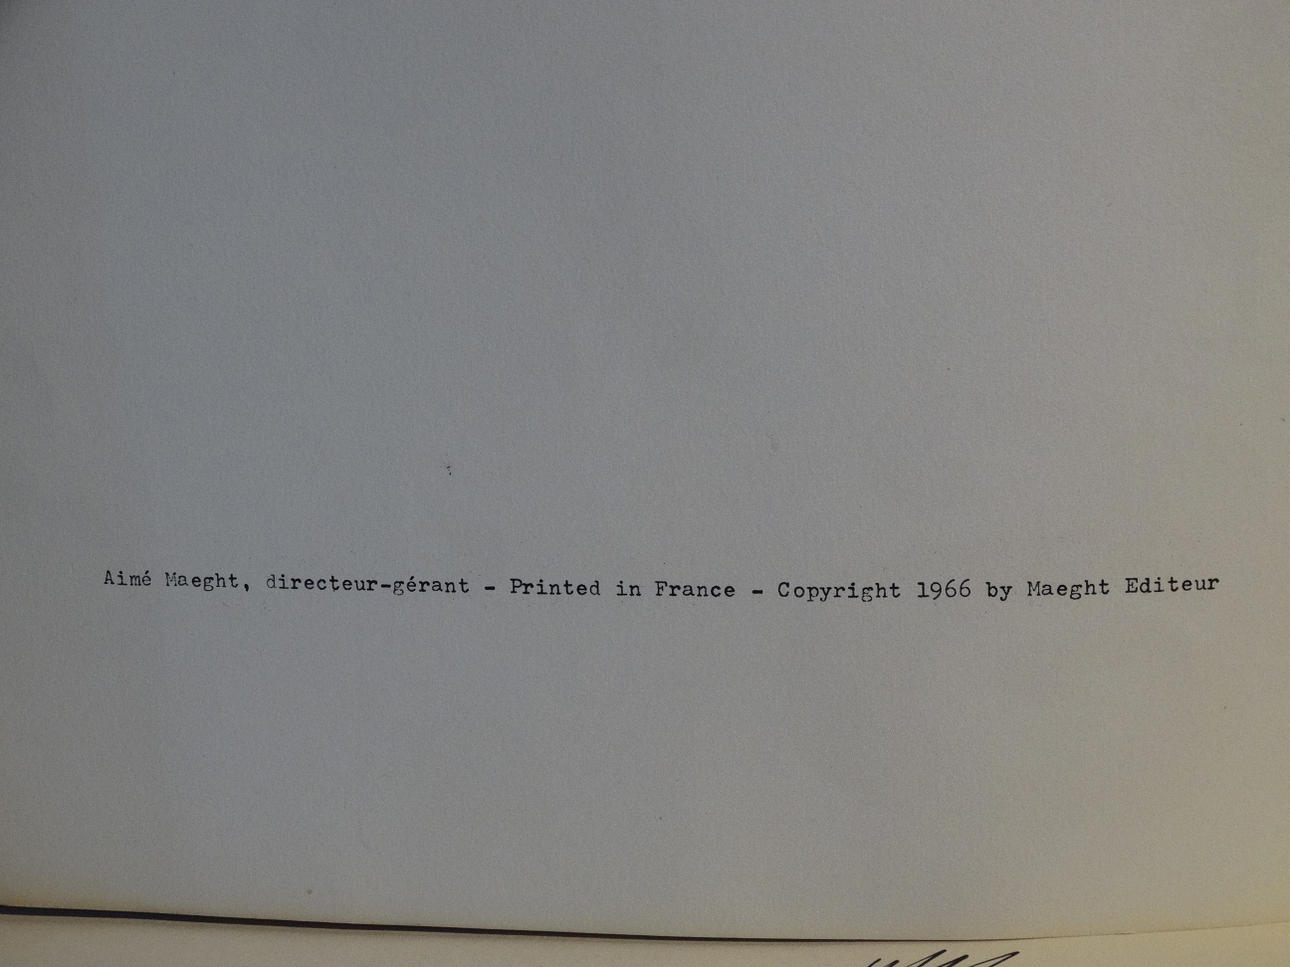 Aimé Maeght, directeur-gérant - Printed in France - Copyright 1966 by Maeght Editeur